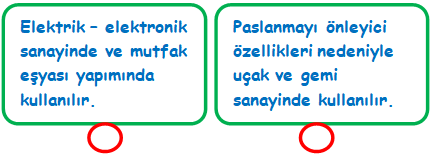 Elektrik – elektronik
sanayinde ve mutfak
eşyası yapımında
kullanılır.
Paslanmayı önleyici
özellikleri nedeniyle
uçak ve gemi
sanayinde kullanılır.